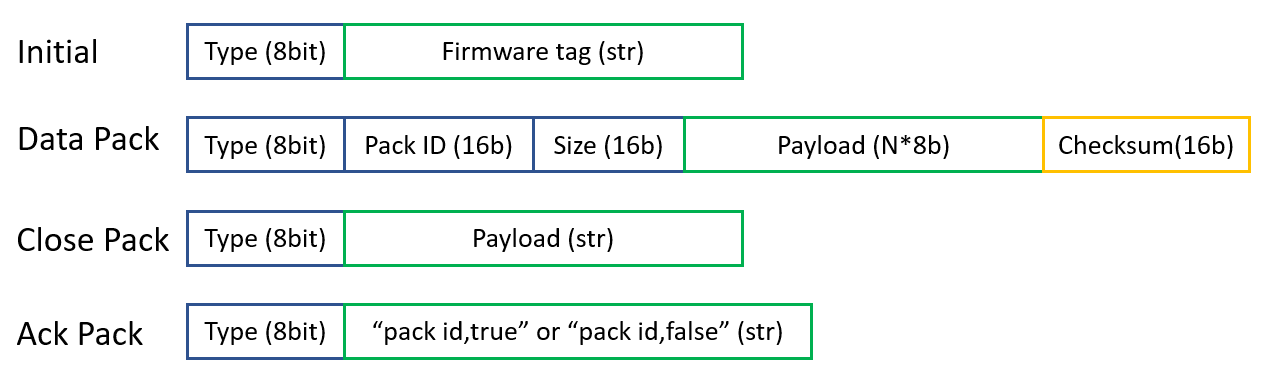 Initial Type (8bit) Firmware tag (str)
Data Pack Type (8bit) Pack ID (16b) Size (16b) Payload (N*8b) Checksum(16b)
Close Pack Type (8bit) Payload (str)
Ack Pack Type (8bit) “pack id,true” or “pack id,false” (str)